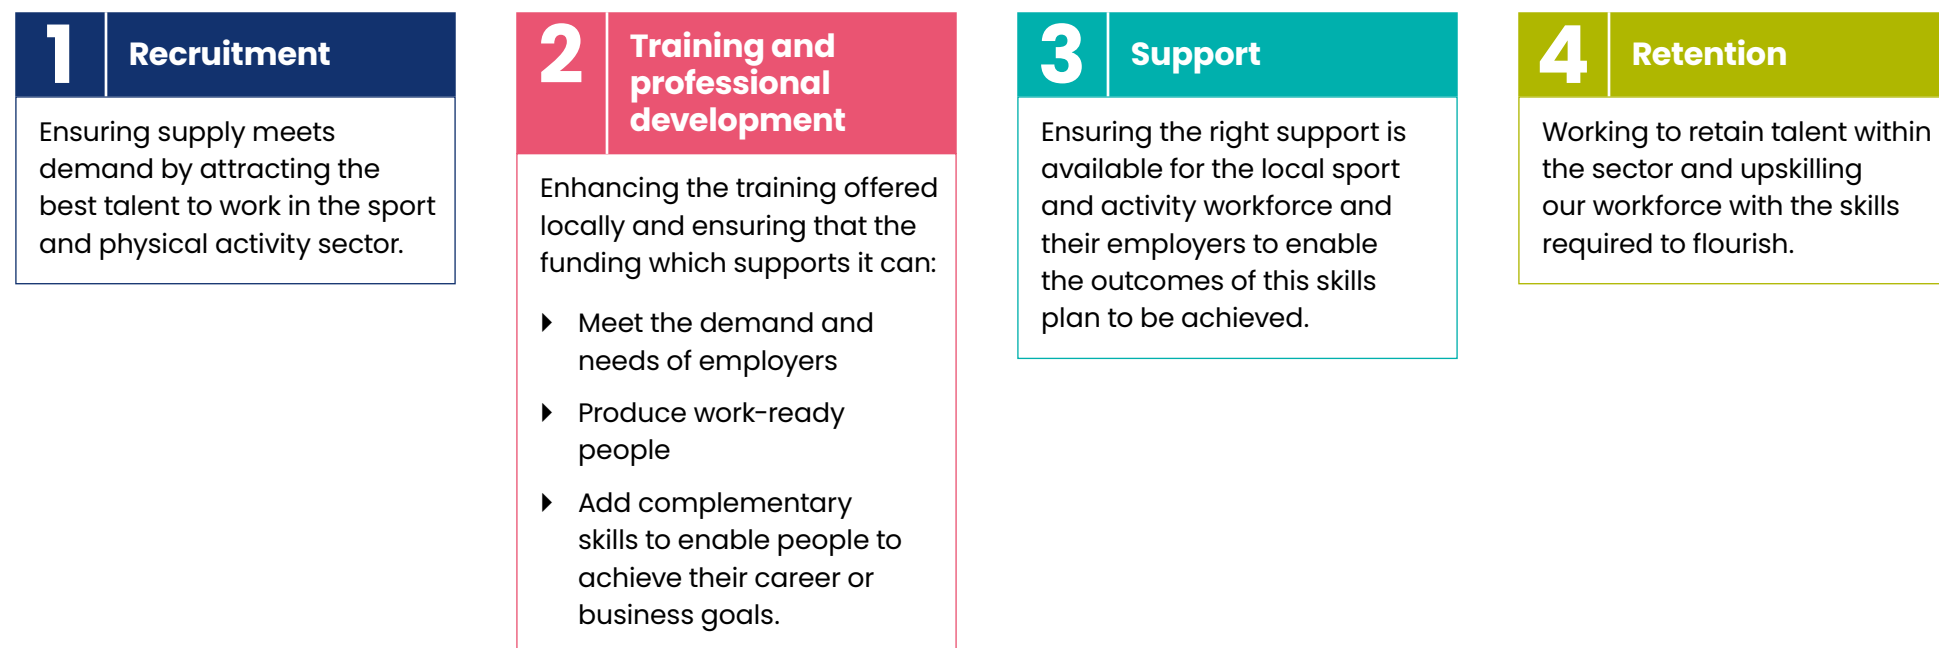 1
Recruitment
Ensuring supply meets
demand by attracting the
best talent to work in the sport
and physical activity sector.
2
Training and
professional
development
Enhancing the training offered
locally and ensuring that the
funding which supports it can:
Meet the demand and
needs of employers
Produce work-ready
people
Add complementary
skills to enable people to
achieve their career or
business goals.
3
Support
Ensuring the right support is
available for the local sport
and activity workforce and
their employers to enable
the outcomes of this skills
plan to be achieved.
4
Retention
Working to retain talent within
the sector and upskilling
our workforce with the skills
required to flourish.